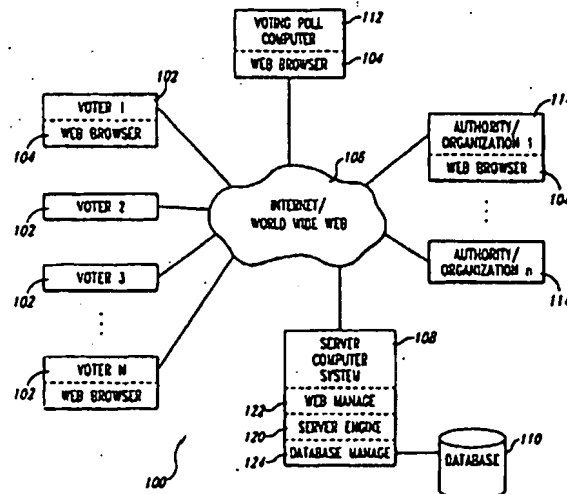 112
VOTING POLL
COMPUTER
WEB BROWSER
104
102
VOTER 1
WEB BROWSER
104
VOTER 2
102
VOTER 3
102
VOTER M
WEB BROWSER
102
106
INTERNET/
WORLD WIDE WEB
AUTHORITY/
ORGANIZATION 1
WEB BROWSER
AUTHORITY/
ORGANIZATION n
108
SERVER
COMPUTER
SYSTEM
WEB MANAGE
122
SERVER ENGINE
120
DATABASE MANAGE
124
DATABASE
110
100